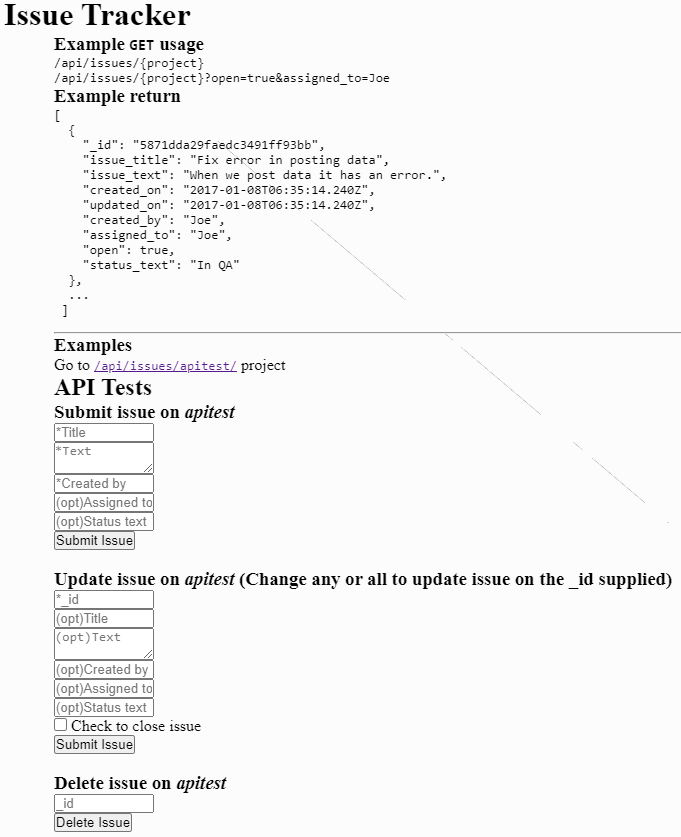 Issue Tracker
Example GET usage
/api/issues/{project}
/api/issues/{project}?open=true&assigned_to=Joe
Example return
[
{
"_id": "5871dda29faedc3491ff93bb",
"issue_title": "Fix error in posting data",
"issue_text": "When we post data it has an error.",
"created_on": "2017-01-08T06:35:14.240Z",
"updated_on": "2017-01-08T06:35:14.240Z",
"created_by": "Joe",
"assigned_to": "Joe",
"open": true,
"status_text": "In QA"
},
...
]
Examples
Go to /api/issues/apitest/ project
API Tests
Submit issue on apitest
*Title
*Text
*Created by
(opt)Assigned to
(opt)Status text
Submit Issue
Update issue on apitest (Change any or all to update issue on the _id supplied)
*_id
(opt)Title
(opt)Text
(opt)Created by
(opt)Assigned to
(opt)Status text
Check to close issue
Submit Issue
Delete issue on apitest
_id
Delete Issue